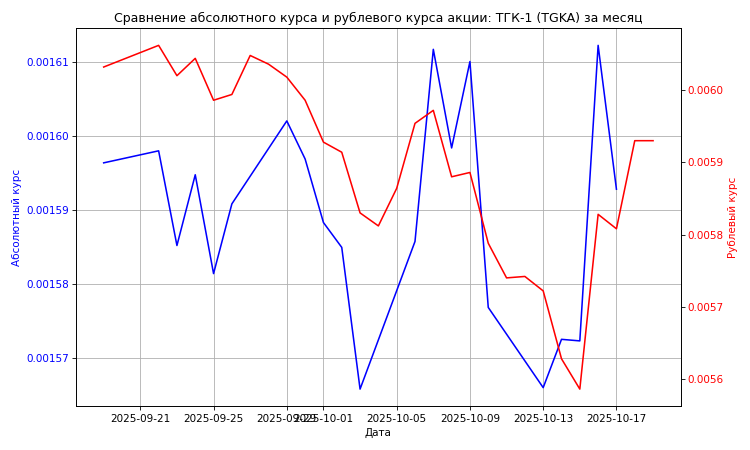 Сравнение абсолютного курса и рублевого курса акции: ТГК-1 (TGKA) за месяц
0.00161
0.00160
0.00159
0.00158
0.00157
Абсолютный курс
0.0060
0.0059
0.0058
0.0057
0.0056
Рублевый курс
2025-09-21 2025-09-25 2025-09-29 2025-10-01 2025-10-05 2025-10-09 2025-10-13 2025-10-17
Дата